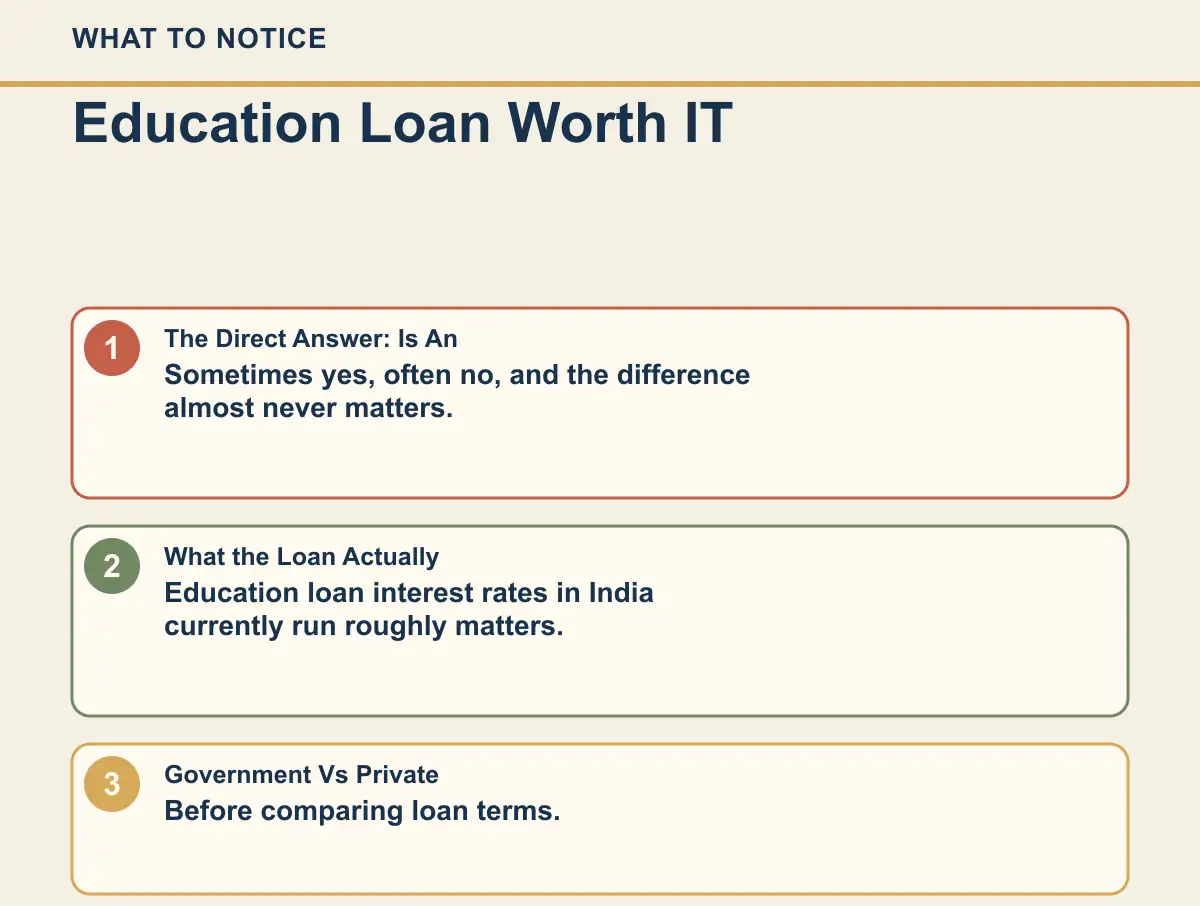 WHAT TO NOTICE
Education Loan Worth IT
1
The Direct Answer: Is An
Sometimes yes, often no, and the difference
almost never matters.
2
What the Loan Actually
Education loan interest rates in India
currently run roughly matters.
3
Government Vs Private
Before comparing loan terms.